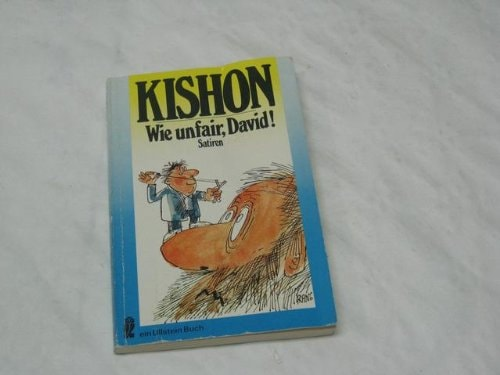 KISHON
Wie unfair, David!
Satiren
ein Ullstein Buch